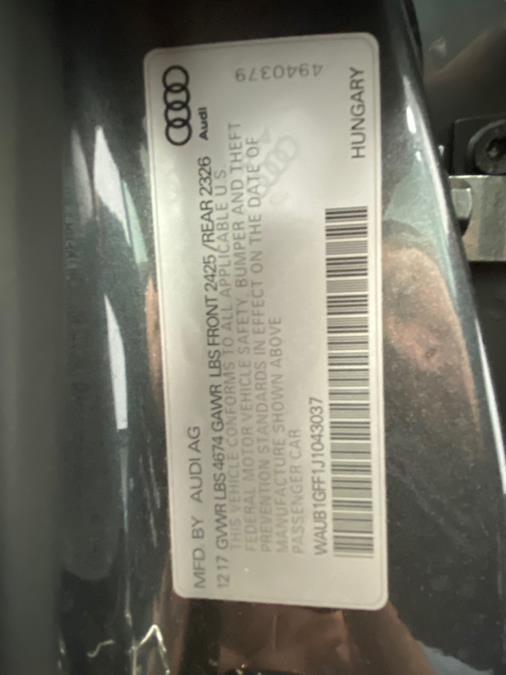 MFD. BY AUDI AG
Audi
12 17 GVWR LBS 4674 GAWR LBS FRONT 2425 /REAR 2326
THIS VEHICLE CONFORMS TO ALL APPLICABLE U.S.
FEDERAL MOTOR VEHICLE SAFETY, BUMPER AND THEFT
PREVENTION STANDARDS IN EFFECT ON THE DATE OF
MANUFACTURE SHOWN ABOVE
PASSENGER CAR
WAUB1GFF1J1043037
HUNGARY
4940379